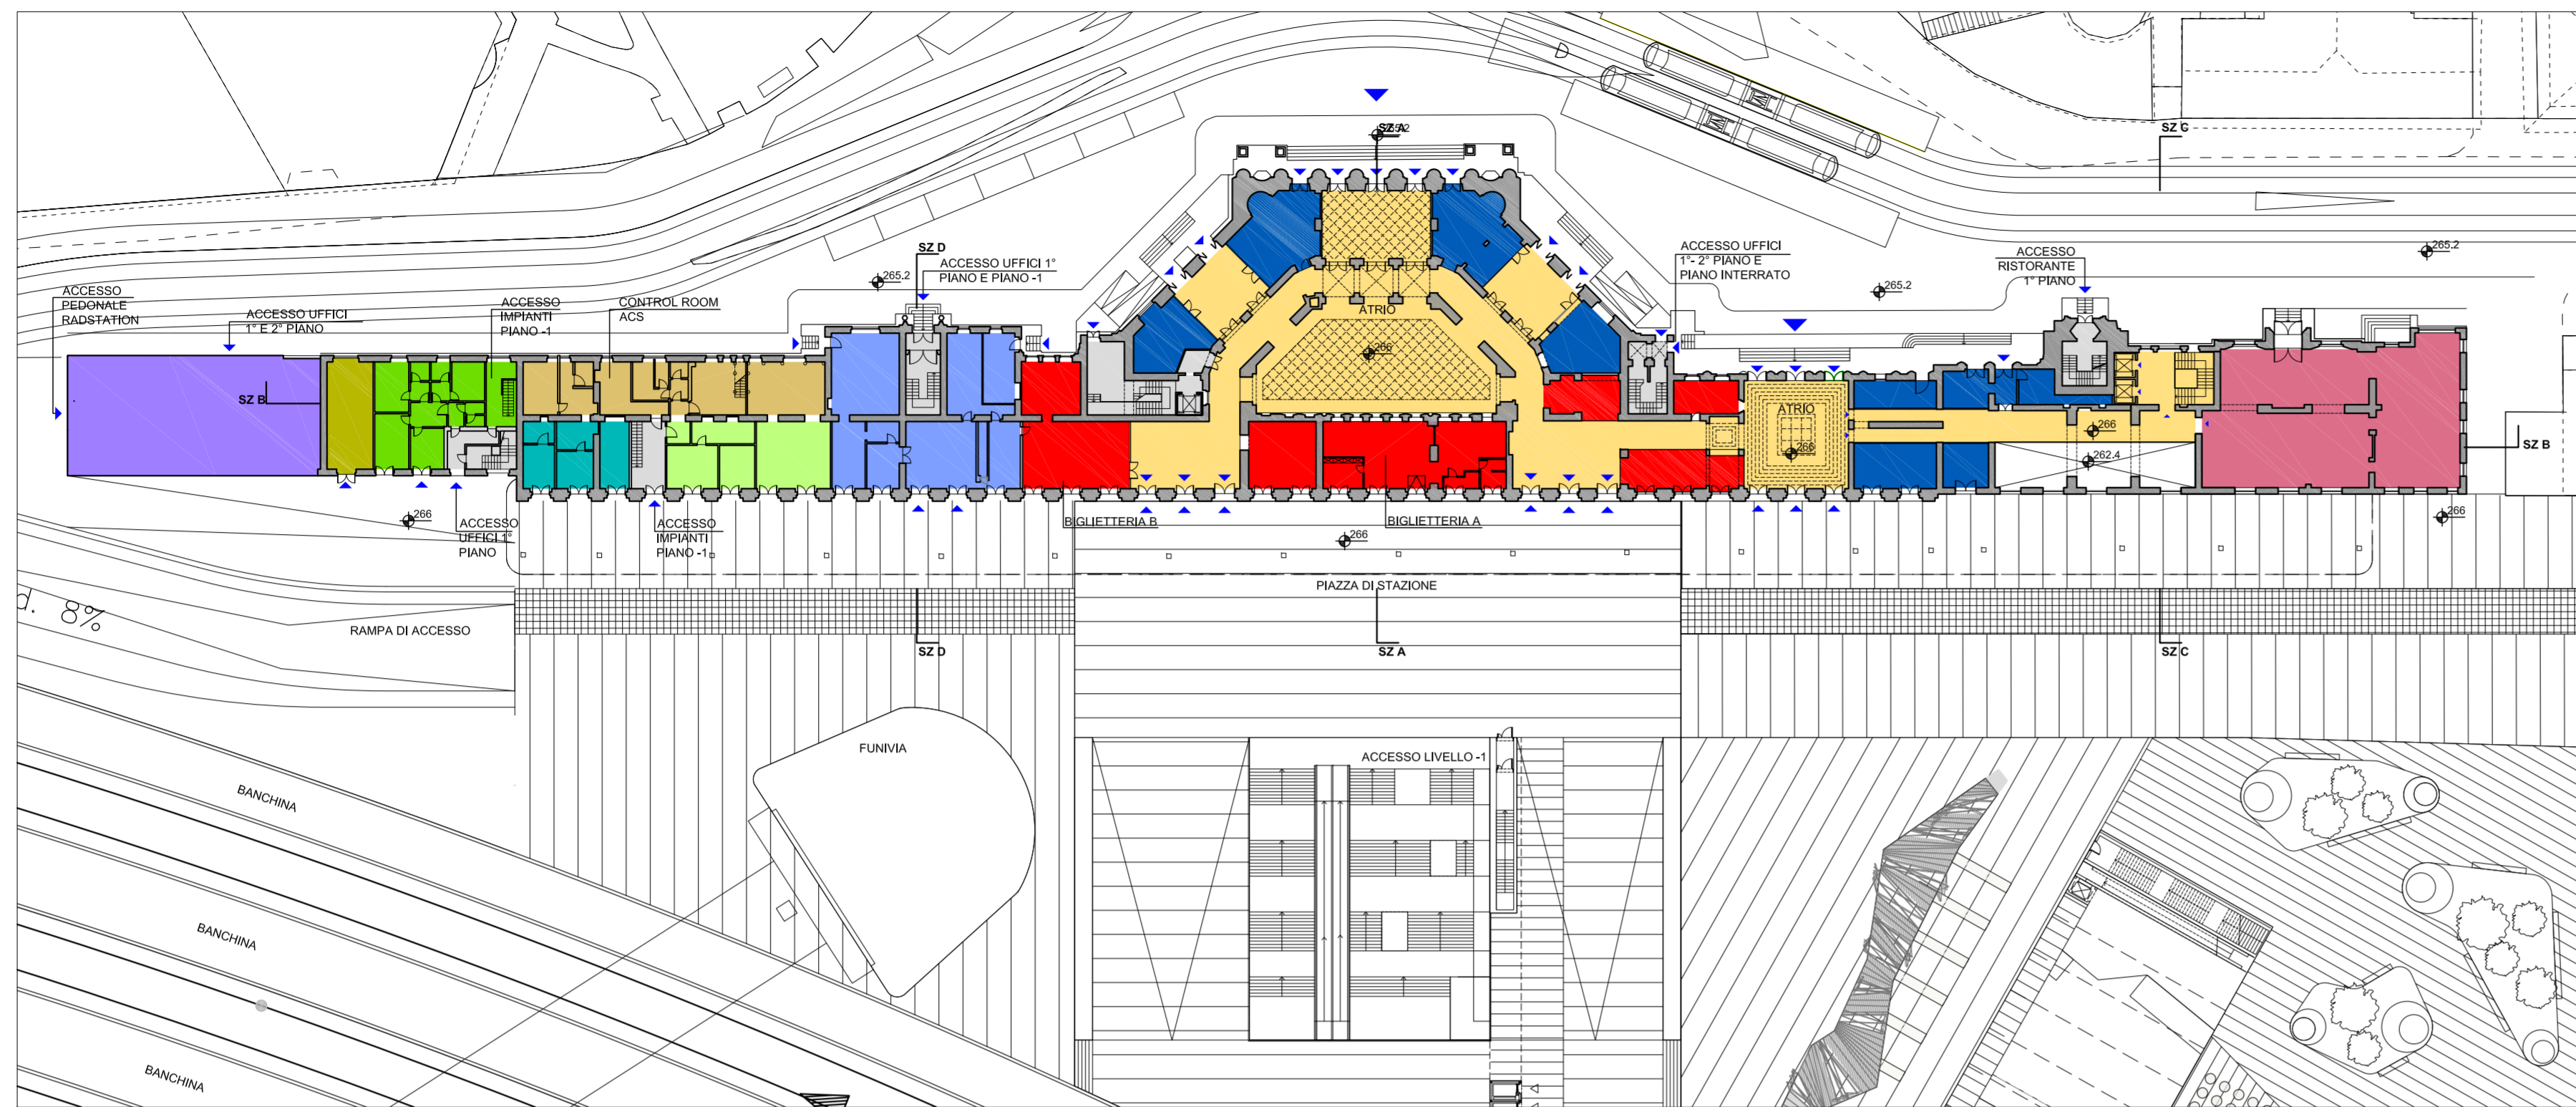 SZ A
SZ C
SZ D
265.2
ACCESSO UFFICI 1°
PIANO E PIANO -1
ACCESSO UFFICI
1°- 2° PIANO E
PIANO INTERRATO
265.2
ACCESSO
RISTORANTE
1° PIANO
265.2
ACCESSO
PEDONALE
RADSTATION
ACCESSO UFFICI
1° E 2° PIANO
ACCESSO
IMPIANTI
PIANO -1
CONTROL ROOM
ACS
ATRIO
266
SZ B
ATRIO
266
266
262.4
SZ B
266
ACCESSO
UFFICI 1°
PIANO
ACCESSO
IMPIANTI
PIANO -1
BIGLIETTERIA B
BIGLIETTERIA A
266
266
PIAZZA DI STAZIONE
d. 8%
RAMPA DI ACCESSO
SZ D
SZ A
SZ C
FUNIVIA
ACCESSO LIVELLO -1
BANCHINA
BANCHINA
BANCHINA